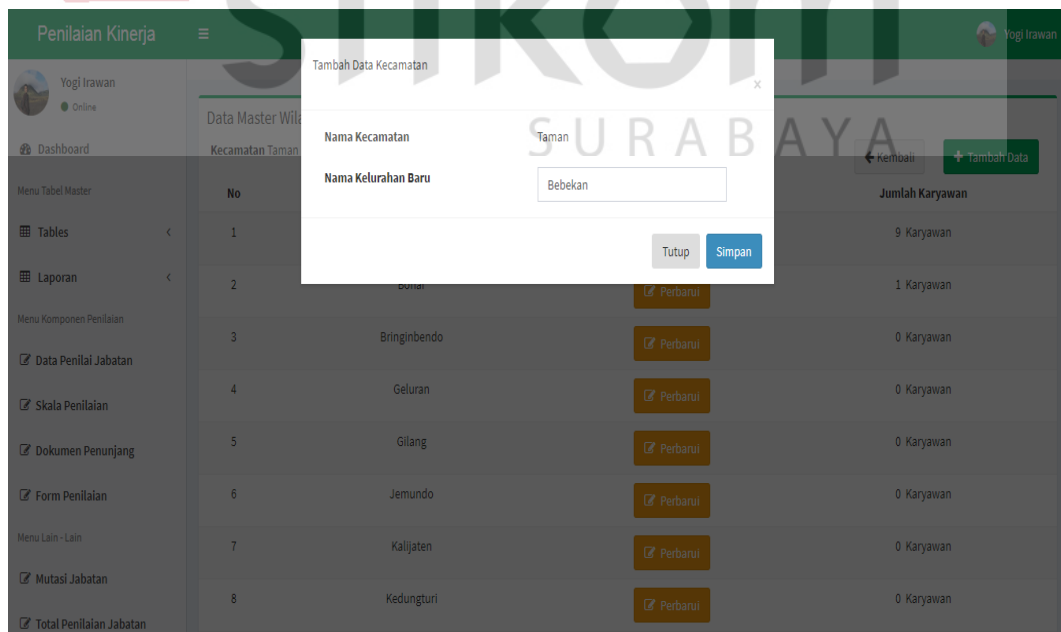 stikom
SURABAYA
Penilaian Kinerja
Yogi Irawan
Yogi Irawan
Online
Dashboard
Menu Tabel Master
Tables
Laporan
Menu Komponen Penilaian
Data Penilai Jabatan
Skala Penilaian
Dokumen Penunjang
Form Penilaian
Menu Lain - Lain
Mutasi Jabatan
Total Penilaian Jabatan
Tambah Data Kecamatan
x
Nama Kecamatan Taman
Nama Kelurahan Baru Bebekan
Tutup Simpan
Data Master Wila
Kecamatan Taman
Kembali + Tambah Data
No Jumlah Karyawan
1 9 Karyawan
2 Perbarui 1 Karyawan
3 Bringinbendo Perbarui 0 Karyawan
4 Geluran Perbarui 0 Karyawan
5 Gilang Perbarui 0 Karyawan
6 Jemundo Perbarui 0 Karyawan
7 Kalijaten Perbarui 0 Karyawan
8 Kedungturi Perbarui 0 Karyawan